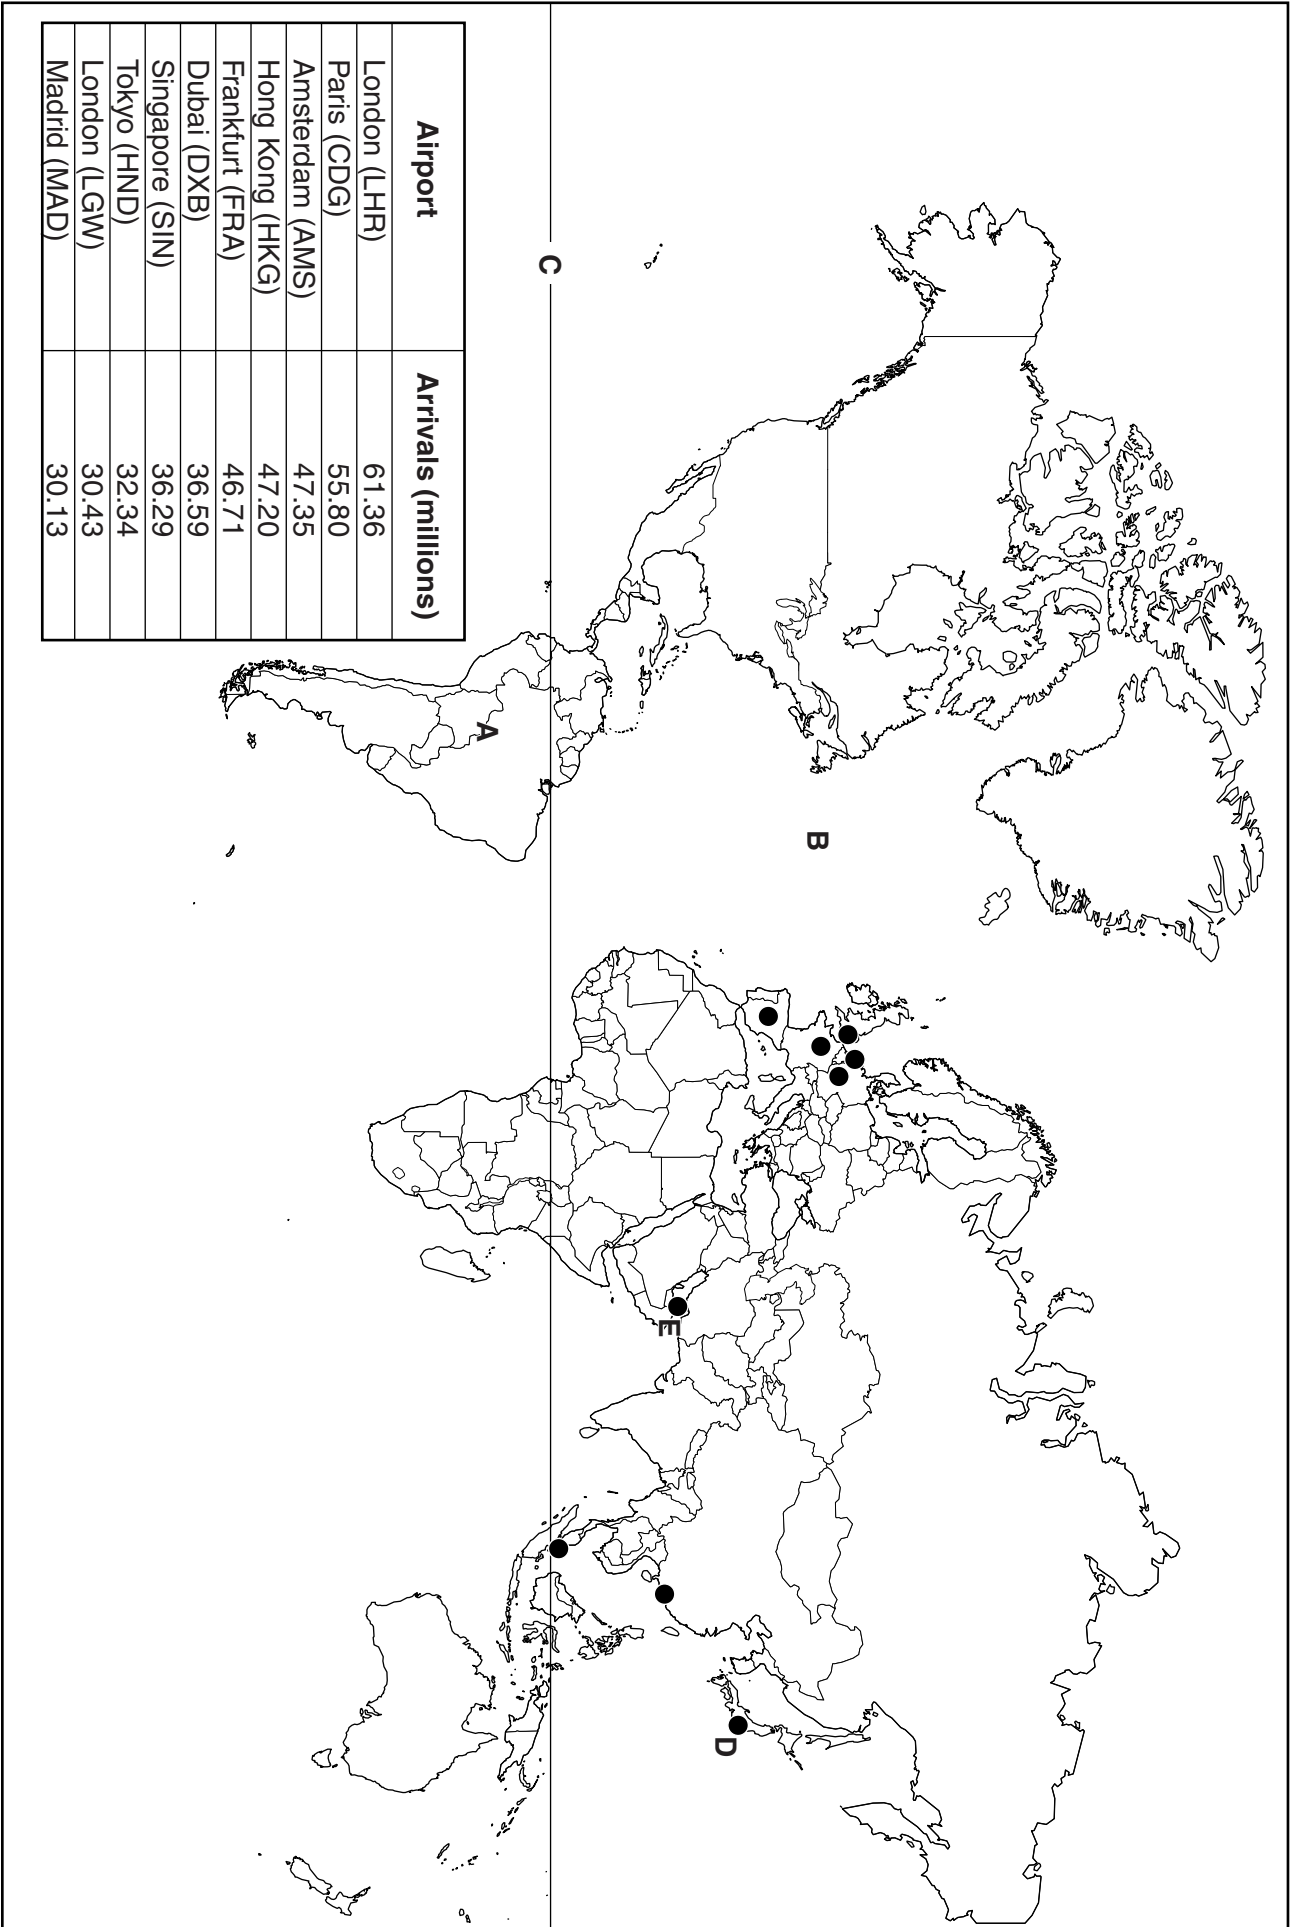 B
E
D
C
A
Airport Arrivals (millions)
London (LHR) 61.36
Paris (CDG) 55.80
Amsterdam (AMS) 47.35
Hong Kong (HKG) 47.20
Frankfurt (FRA) 46.71
Dubai (DXB) 36.59
Singapore (SIN) 36.29
Tokyo (HND) 32.34
London (LGW) 30.43
Madrid (MAD) 30.13